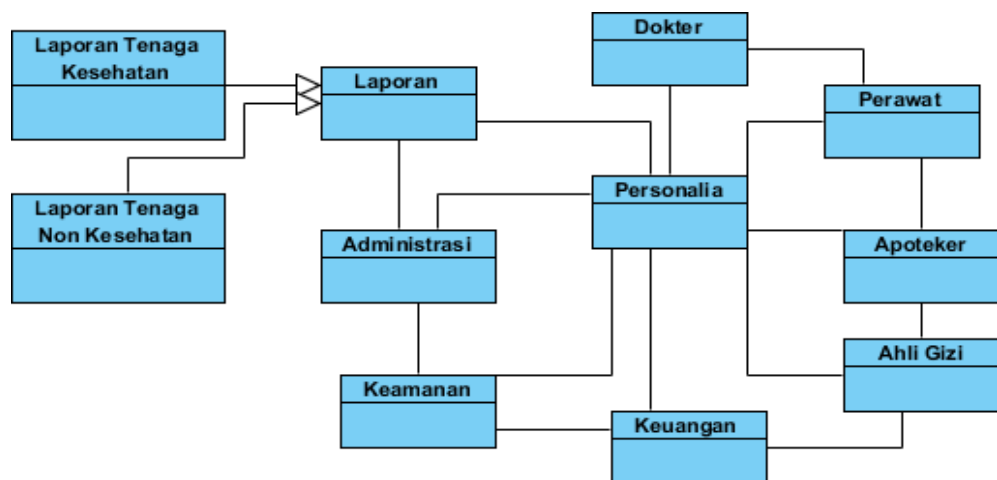 Laporan Tenaga
Kesehatan
Laporan
Dokter
Perawat
Laporan Tenaga
Non Kesehatan
Personalia
Administrasi
Apoteker
Ahli Gizi
Keamanan
Keuangan